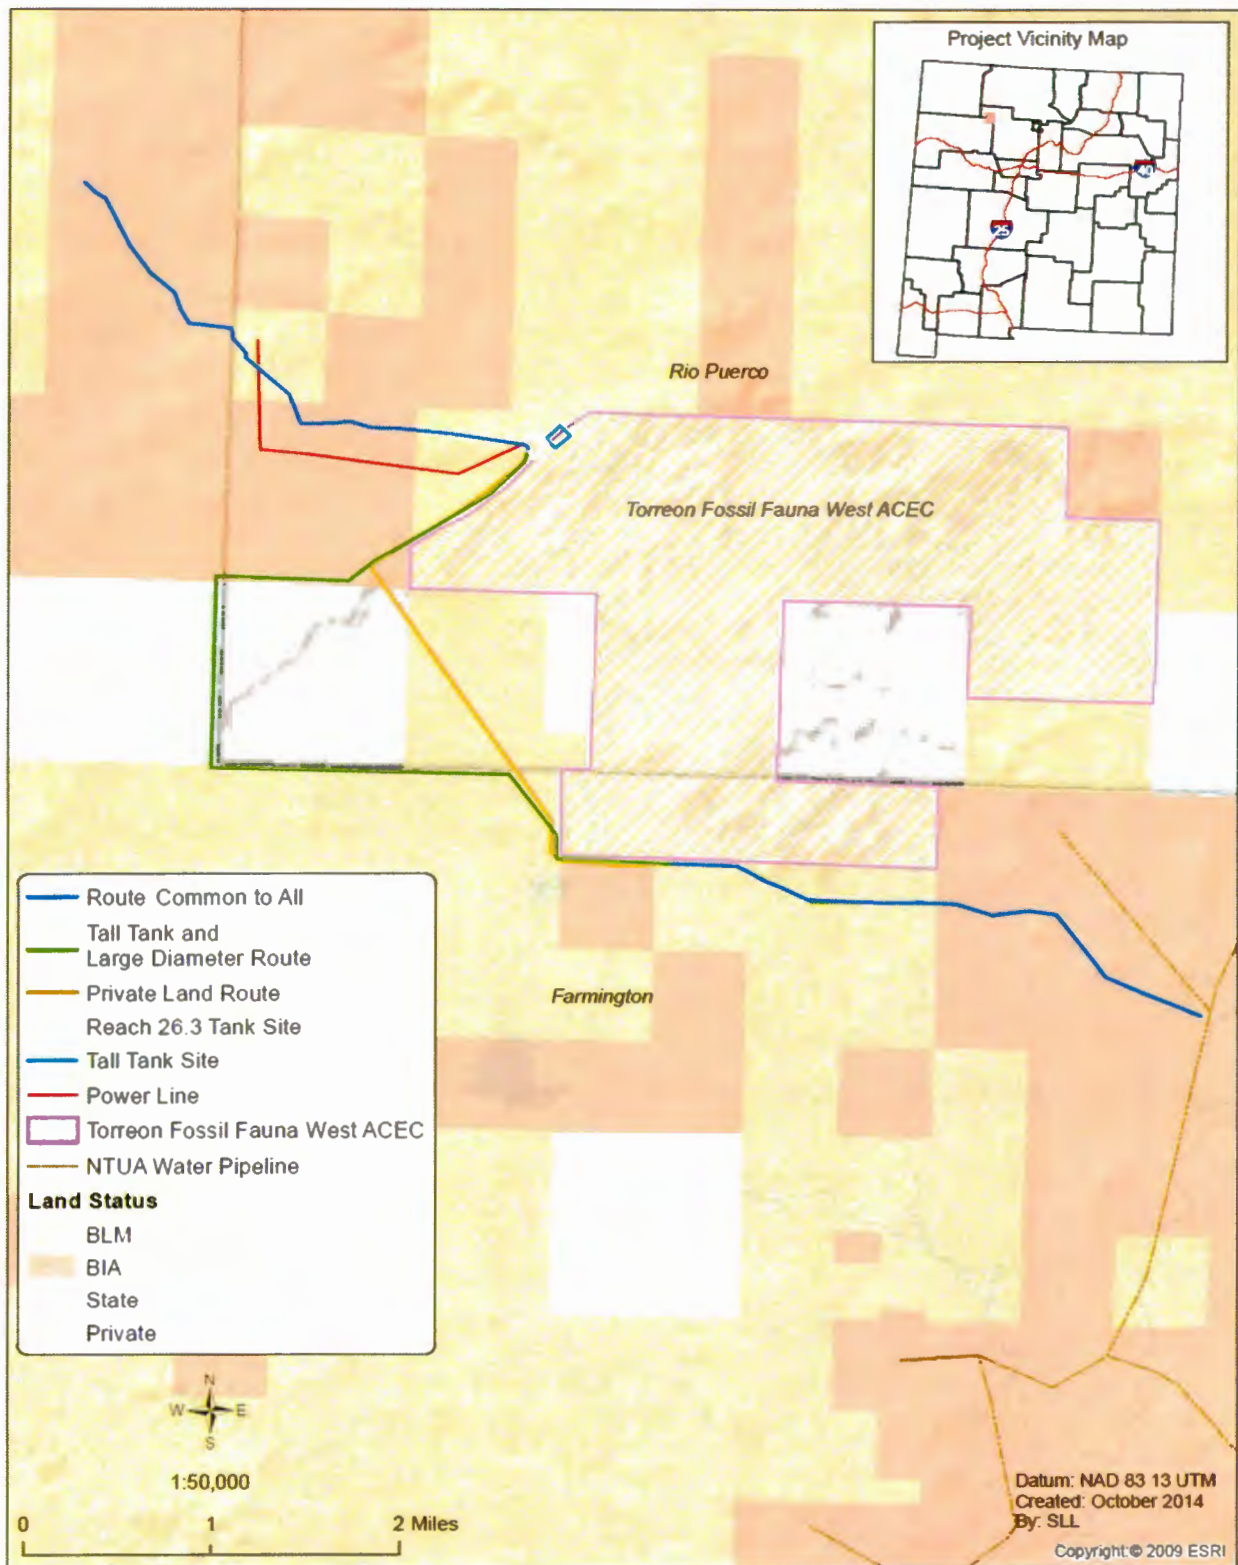 Project Vicinity Map
40
25
Rio Puerco
Torreon Fossil Fauna West ACEC
Farmington
Route Common to All
Tall Tank and
Large Diameter Route
Private Land Route
Reach 26.3 Tank Site
Tall Tank Site
Power Line
Torreon Fossil Fauna West ACEC
NTUA Water Pipeline
Land Status
BLM
BIA
State
Private
N
W E
S
1:50,000
0 1 2 Miles
Datum: NAD 83 13 UTM
Created: October 2014
By: SLL
Copyright:© 2009 ESRI